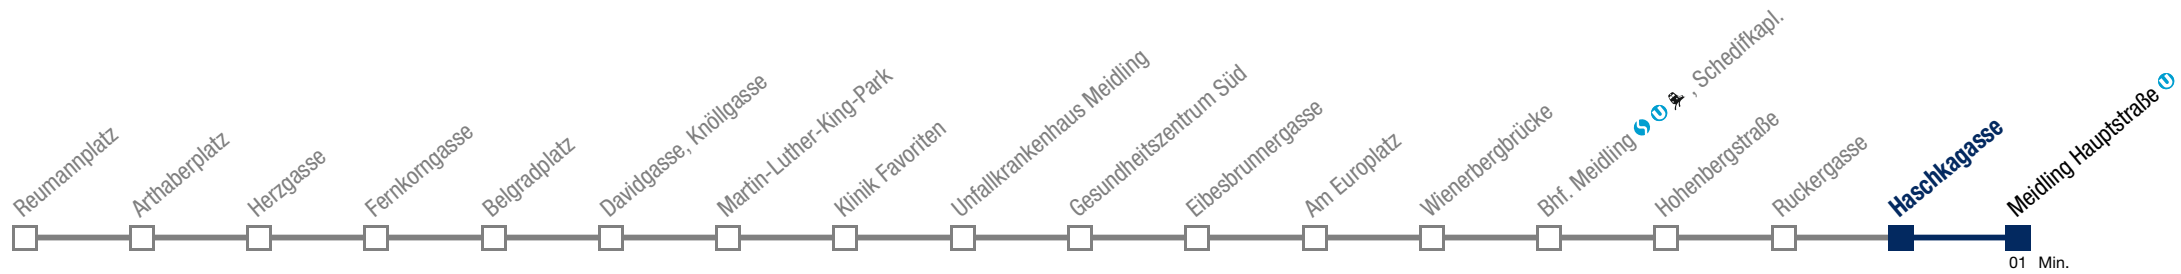 Reumannplatz
Arthaberplatz
Herzgasse
Fernkorngasse
Belgradplatz
Davidgasse, Knöllgasse
Martin-Luther-King-Park
Klinik Favoriten
Unfallkrankenhaus Meidling
Gesundheitszentrum Süd
Eibesbrunnergasse
Am Europlatz
Wienerbergbrücke
Bhf. Meidling S U , Schedifkapl.
Hohenbergstraße
Ruckergasse
Haschkagasse
Meidling Hauptstraße U
01 Min.